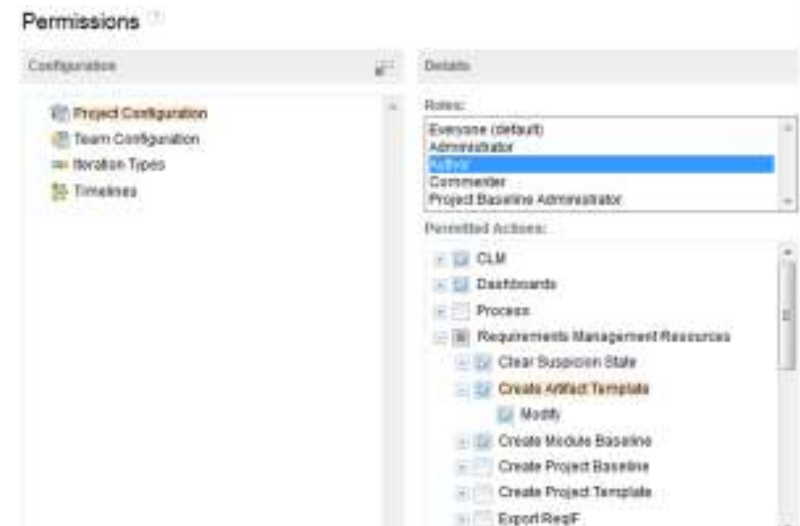 Permissions
Configuration
Project Configuration
Team Configuration
Iteration Types
Timelines
Details
Roles:
Everyone (default)
Administrator
Author
Commenter
Project Baseline Administrator
Permitted Actions:
CLM
Dashboards
Process
Requirements Management Resources
Clear Suspicion State
Create Artifact Template
Modify
Create Module Baseline
Create Project Baseline
Create Project Template
Export ReqIF